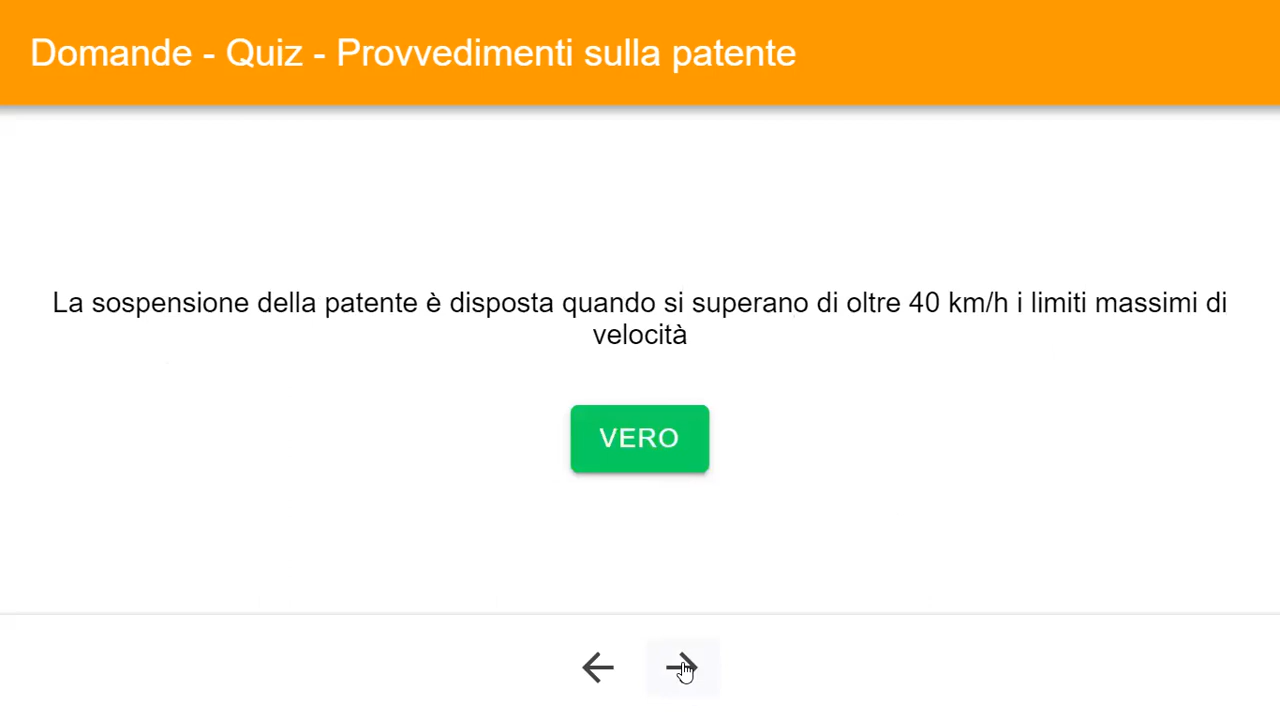 Domande - Quiz - Provvedimenti sulla patente
La sospensione della patente è disposta quando si superano di oltre 40 km/h i limiti massimi di
velocità
VERO